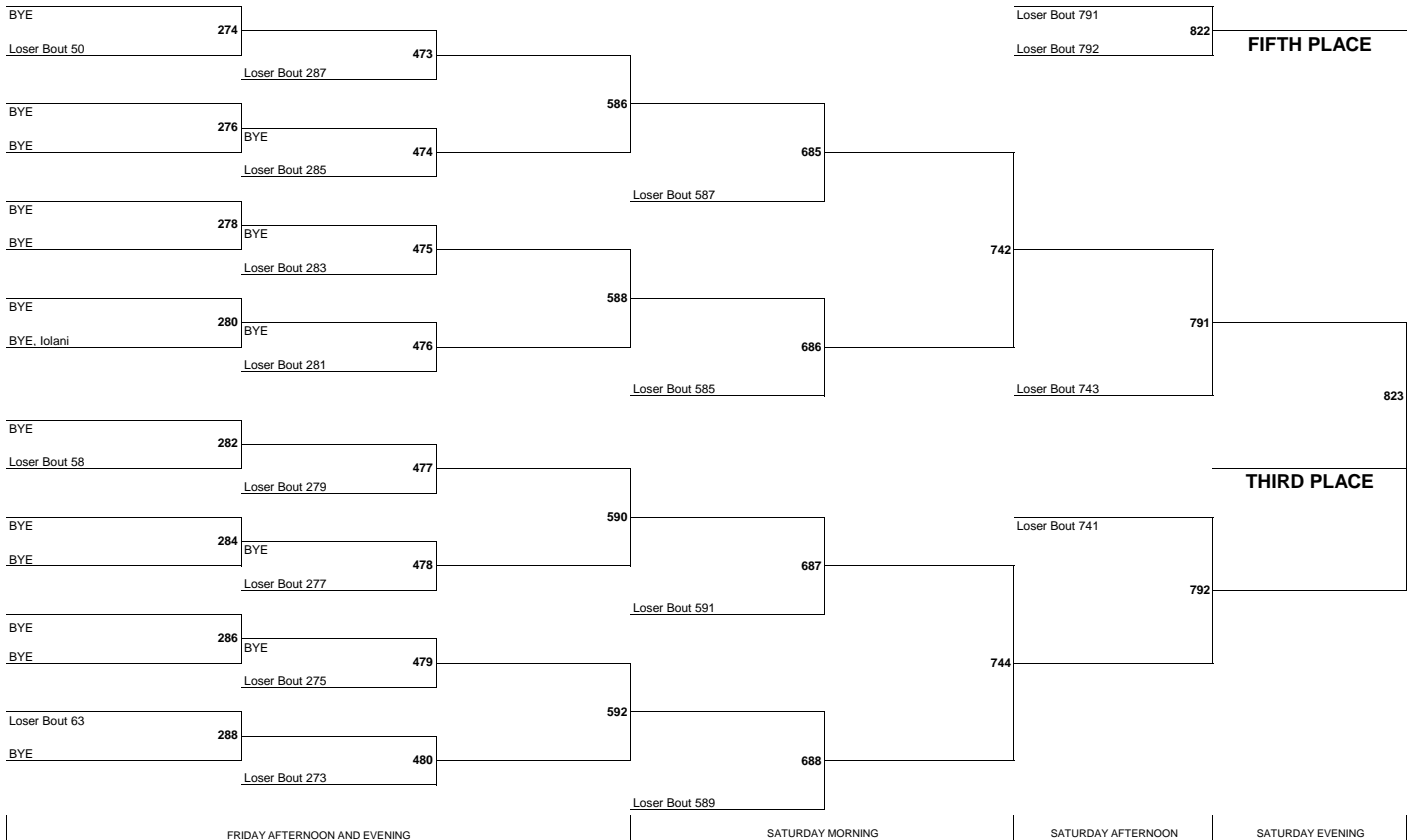 BYE
274
Loser Bout 50
473
Loser Bout 287
BYE
276
BYE
BYE
474
Loser Bout 285
586
BYE
278
BYE
BYE
475
Loser Bout 283
BYE
280
BYE, Iolani
BYE
476
Loser Bout 281
588
685
Loser Bout 587
686
Loser Bout 585
742
BYE
282
Loser Bout 58
477
Loser Bout 279
BYE
284
BYE
BYE
478
Loser Bout 277
590
BYE
286
BYE
BYE
479
Loser Bout 275
Loser Bout 63
288
BYE
480
Loser Bout 273
592
687
Loser Bout 591
688
Loser Bout 589
744
Loser Bout 791
822
Loser Bout 792
FIFTH PLACE
791
Loser Bout 743
823
THIRD PLACE
Loser Bout 741
792
FRIDAY AFTERNOON AND EVENING
SATURDAY MORNING
SATURDAY AFTERNOON
SATURDAY EVENING